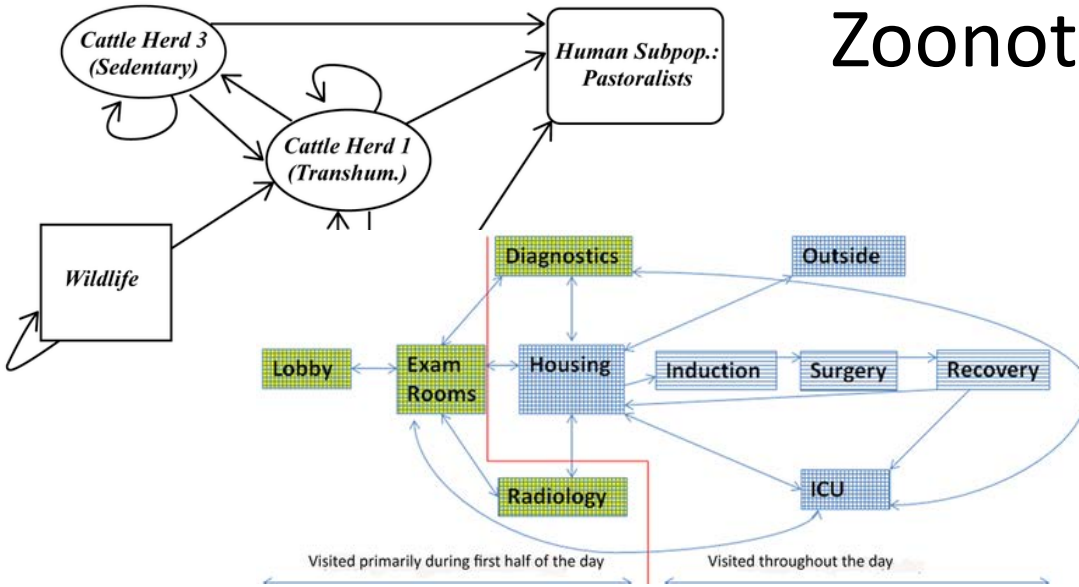 Zoonot
Cattle Herd 3
(Sedentary)
Human Subpop.:
Pastoralists
Cattle Herd 1
(Transhum.)
Wildlife
Diagnostics
Outside
Lobby
Exam
Rooms
Housing
Induction
Surgery
Recovery
Radiology
ICU
Visited primarily during first half of the day
Visited throughout the day